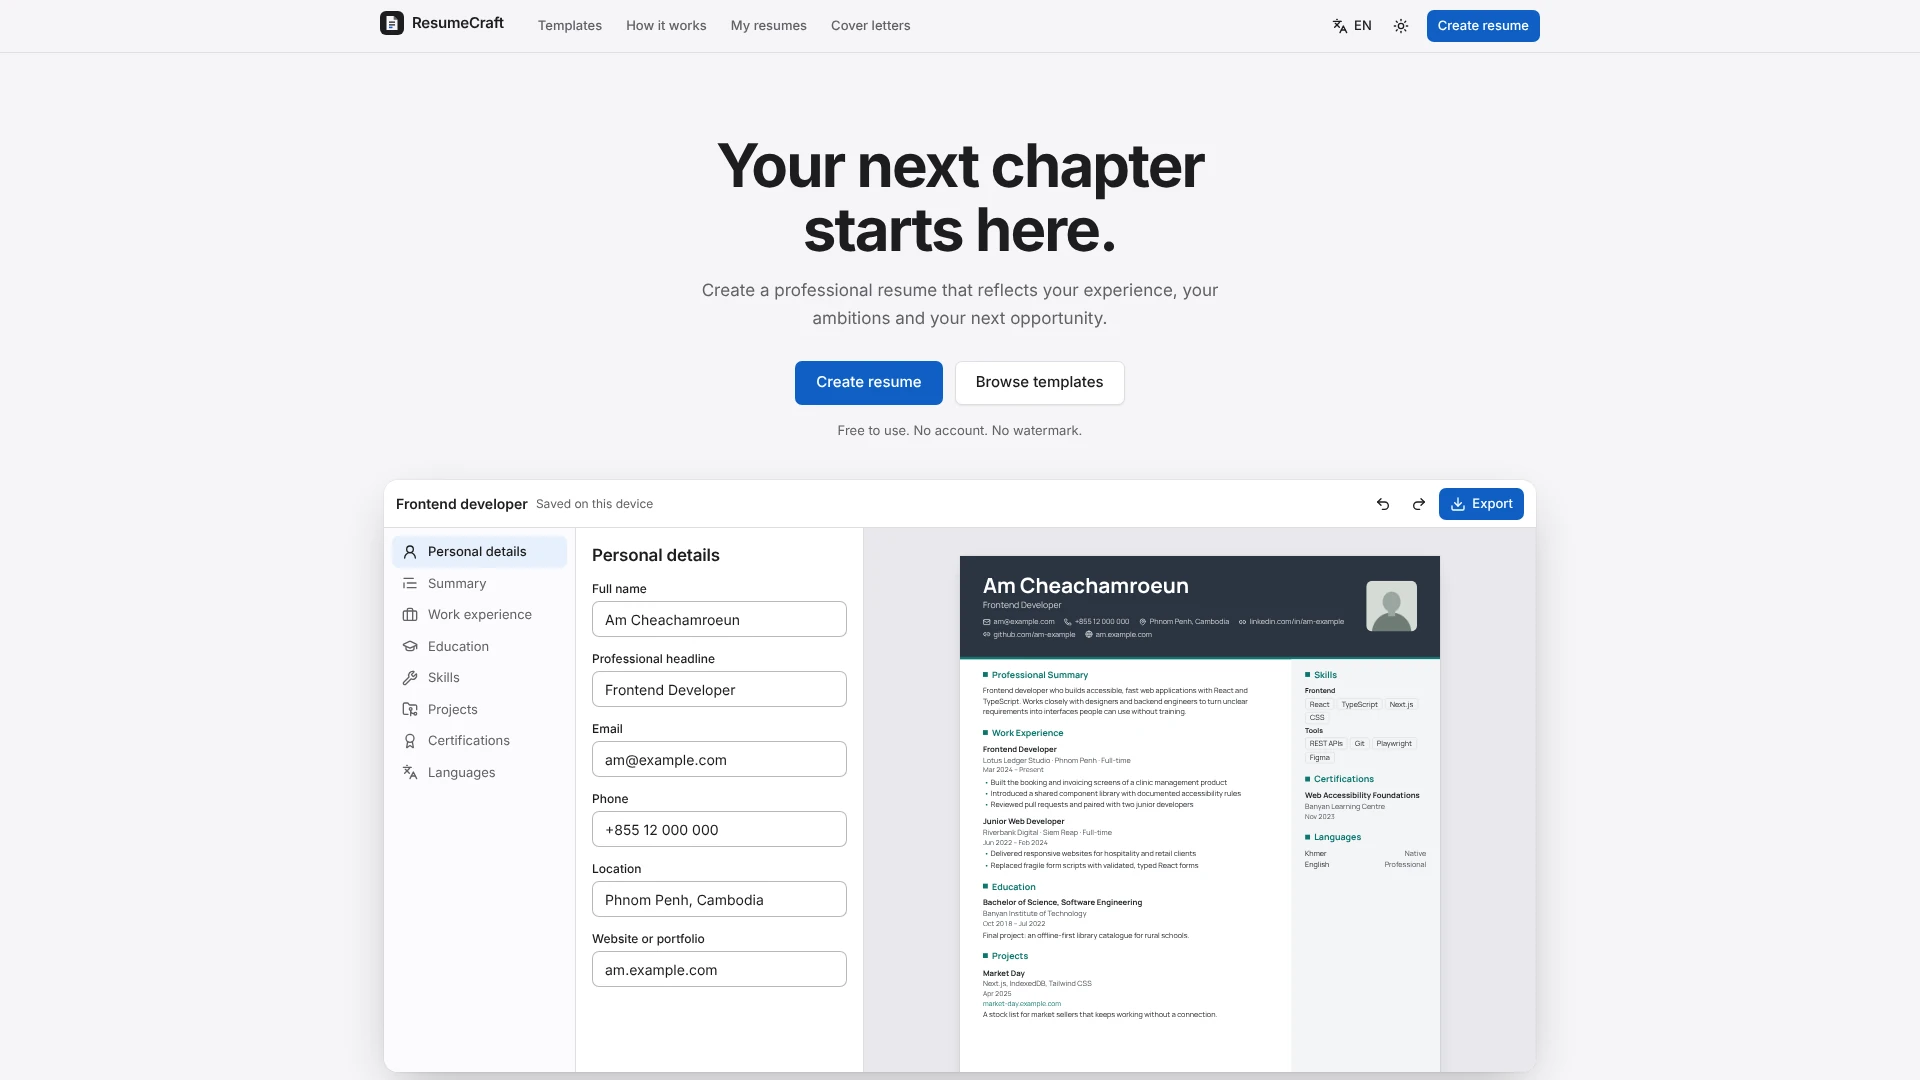 ResumeCraft
Templates
How it works
My resumes
Cover letters
EN
Create resume
Your next chapter
starts here.
Create a professional resume that reflects your experience, your
ambitions and your next opportunity.
Create resume
Browse templates
Free to use. No account. No watermark.
Frontend developer
Saved on this device
Export
Personal details
Summary
Work experience
Education
Skills
Projects
Certifications
Languages
Personal details
Full name
Am Cheachamroeun
Professional headline
Frontend Developer
Email
am@example.com
Phone
+855 12 000 000
Location
Phnom Penh, Cambodia
Website or portfolio
am.example.com
Am Cheachamroeun
Frontend Developer
am@example.com +855 12 000 000 Phnom Penh, Cambodia linkedin.com/in/am-example
github.com/am-example am.example.com
Professional Summary
Frontend developer who builds accessible, fast web applications with React and
TypeScript. Works closely with designers and backend engineers to turn unclear
requirements into interfaces people can use without training.
Work Experience
Frontend Developer
Lotus Ledger Studio · Phnom Penh · Full-time
Mar 2024 – Present
• Built the booking and invoicing screens of a clinic management product
• Introduced a shared component library with documented accessibility rules
• Reviewed pull requests and paired with two junior developers
Junior Web Developer
Riverbank Digital · Siem Reap · Full-time
Jun 2022 – Feb 2024
• Delivered responsive websites for hospitality and retail clients
• Replaced fragile form scripts with validated, typed React forms
Education
Bachelor of Science, Software Engineering
Banyan Institute of Technology
Oct 2018 – Jul 2022
Final project: an offline-first library catalogue for rural schools.
Projects
Market Day
Next.js, IndexedDB, Tailwind CSS
Apr 2025
market-day.example.com
A stock list for market sellers that keeps working without a connection.
Skills
Frontend
React TypeScript Next.js
CSS
Tools
REST APIs Git Playwright
Figma
Certifications
Web Accessibility Foundations
Banyan Learning Centre
Nov 2023
Languages
Khmer Native
English Professional